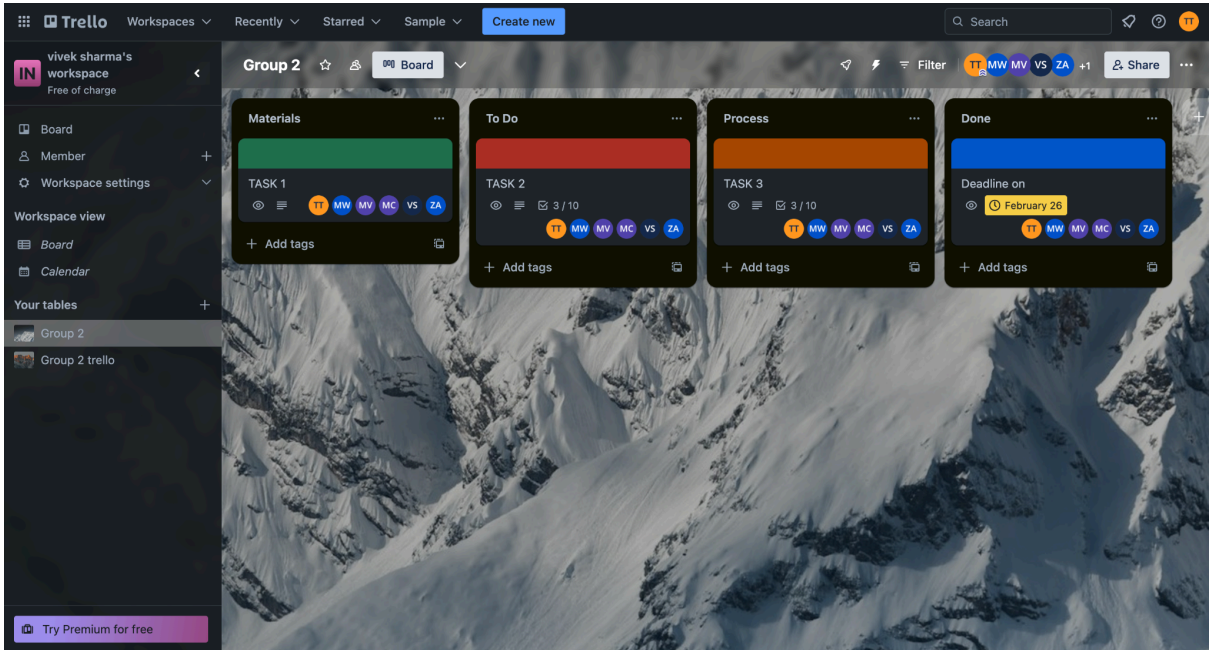 Trello Workspaces Recently Starred Sample Create new Search TT
IN vivek sharma's
workspace
Free of charge
Board
Member
Workspace settings
Workspace view
Board
Calendar
Your tables
Group 2
Group 2 trello
Try Premium for free
Group 2 Board Filter TT MW MV VS ZA +1 Share
Materials
TASK 1
TT MW MV MC VS ZA
Add tags
To Do
TASK 2
3/10
TT MW MV MC VS ZA
Add tags
Process
TASK 3
3/10
TT MW MV MC VS ZA
Add tags
Done
Deadline on
February 26
TT MW MV MC VS ZA
Add tags